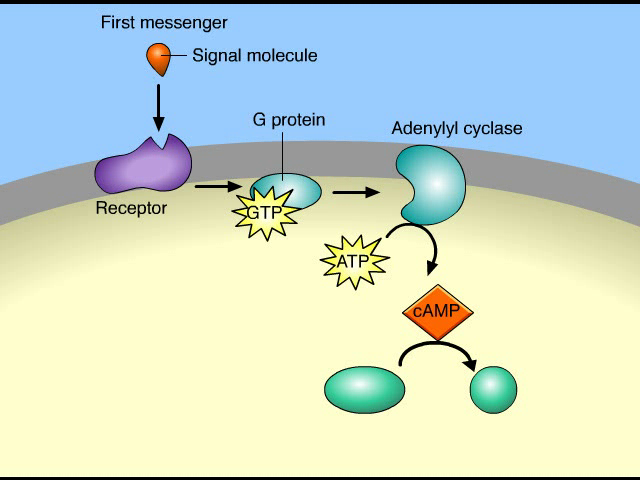 First messenger
Signal molecule
G protein
Adenylyl cyclase
Receptor
GTP
ATP
cAMP